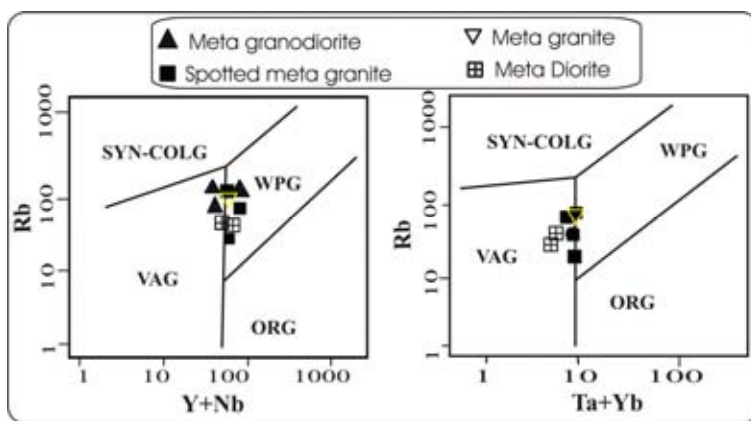 Meta granodiorite
Meta granite
Spotted meta granite
Meta Diorite
1000
100
10
1
Rb
SYN-COLG
WPG
VAG
ORG
1
10
100
1000
Y+Nb
1000
100
10
1
Rb
SYN-COLG
WPG
VAG
ORG
1
10
100
Ta+Yb